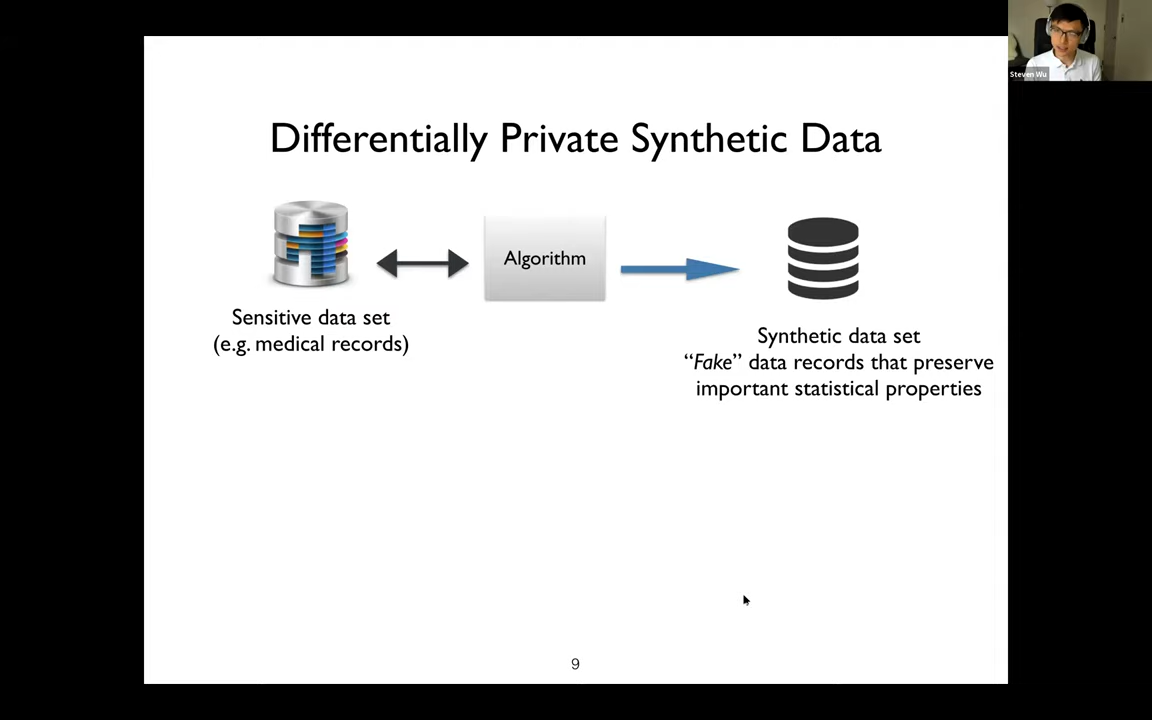 Steven Wu
Differentially Private Synthetic Data
Algorithm
Sensitive data set
(e.g. medical records)
Synthetic data set
“Fake” data records that preserve
important statistical properties
9